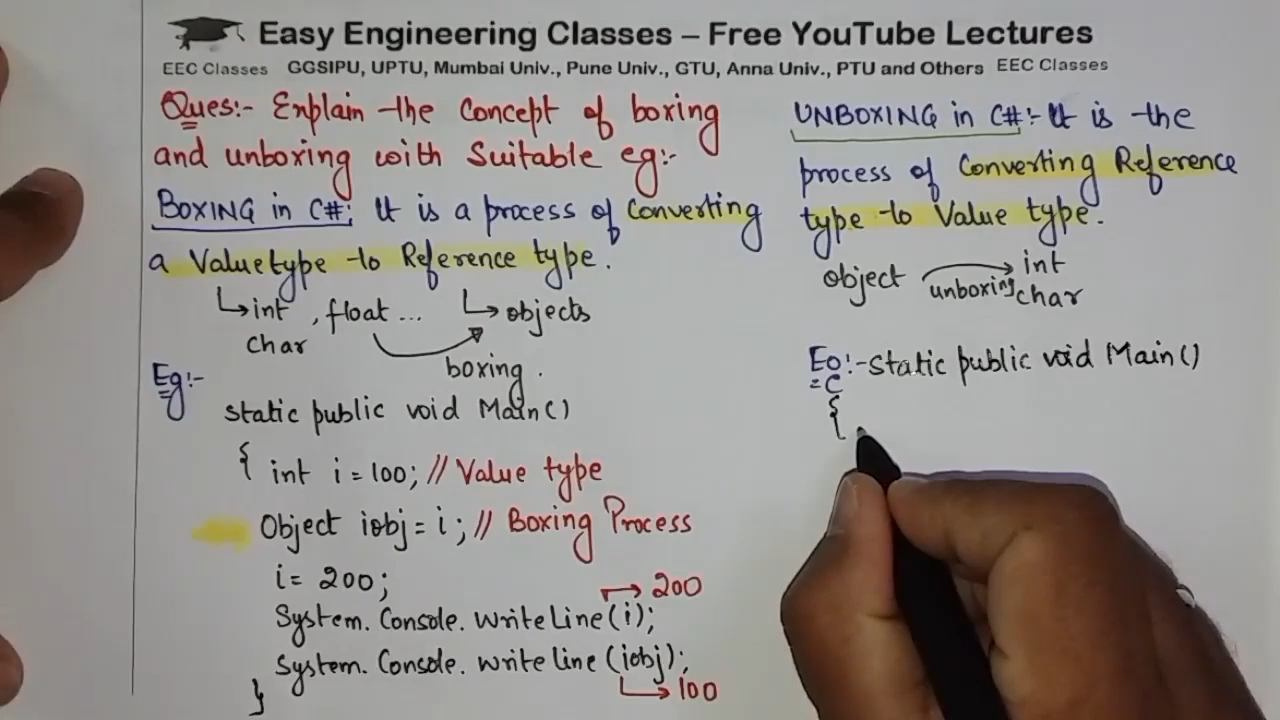 Easy Engineering Classes – Free YouTube Lectures
EEC Classes GGSIPU, UPTU, Mumbai Univ., Pune Univ., GTU, Anna Univ., PTU and Others EEC Classes
Ques:- Explain the Concept of boxing
and unboxing with Suitable eg:-
BOXING in C#: It is a process of Converting
a Valuetype to Reference type.
int, float... objects
char
boxing.
Eg:-
static public void Main()
{ int i = 100; // Value type
Object iobj = i; // Boxing Process
i = 200;
200
System. Console. WriteLine(i);
System. Console. write line (iobj);
100
}
UNBOXING in C#:- It is the
process of Converting Reference
type to Value type.
object unboxing int
char
Eg:- static public void Main()
{